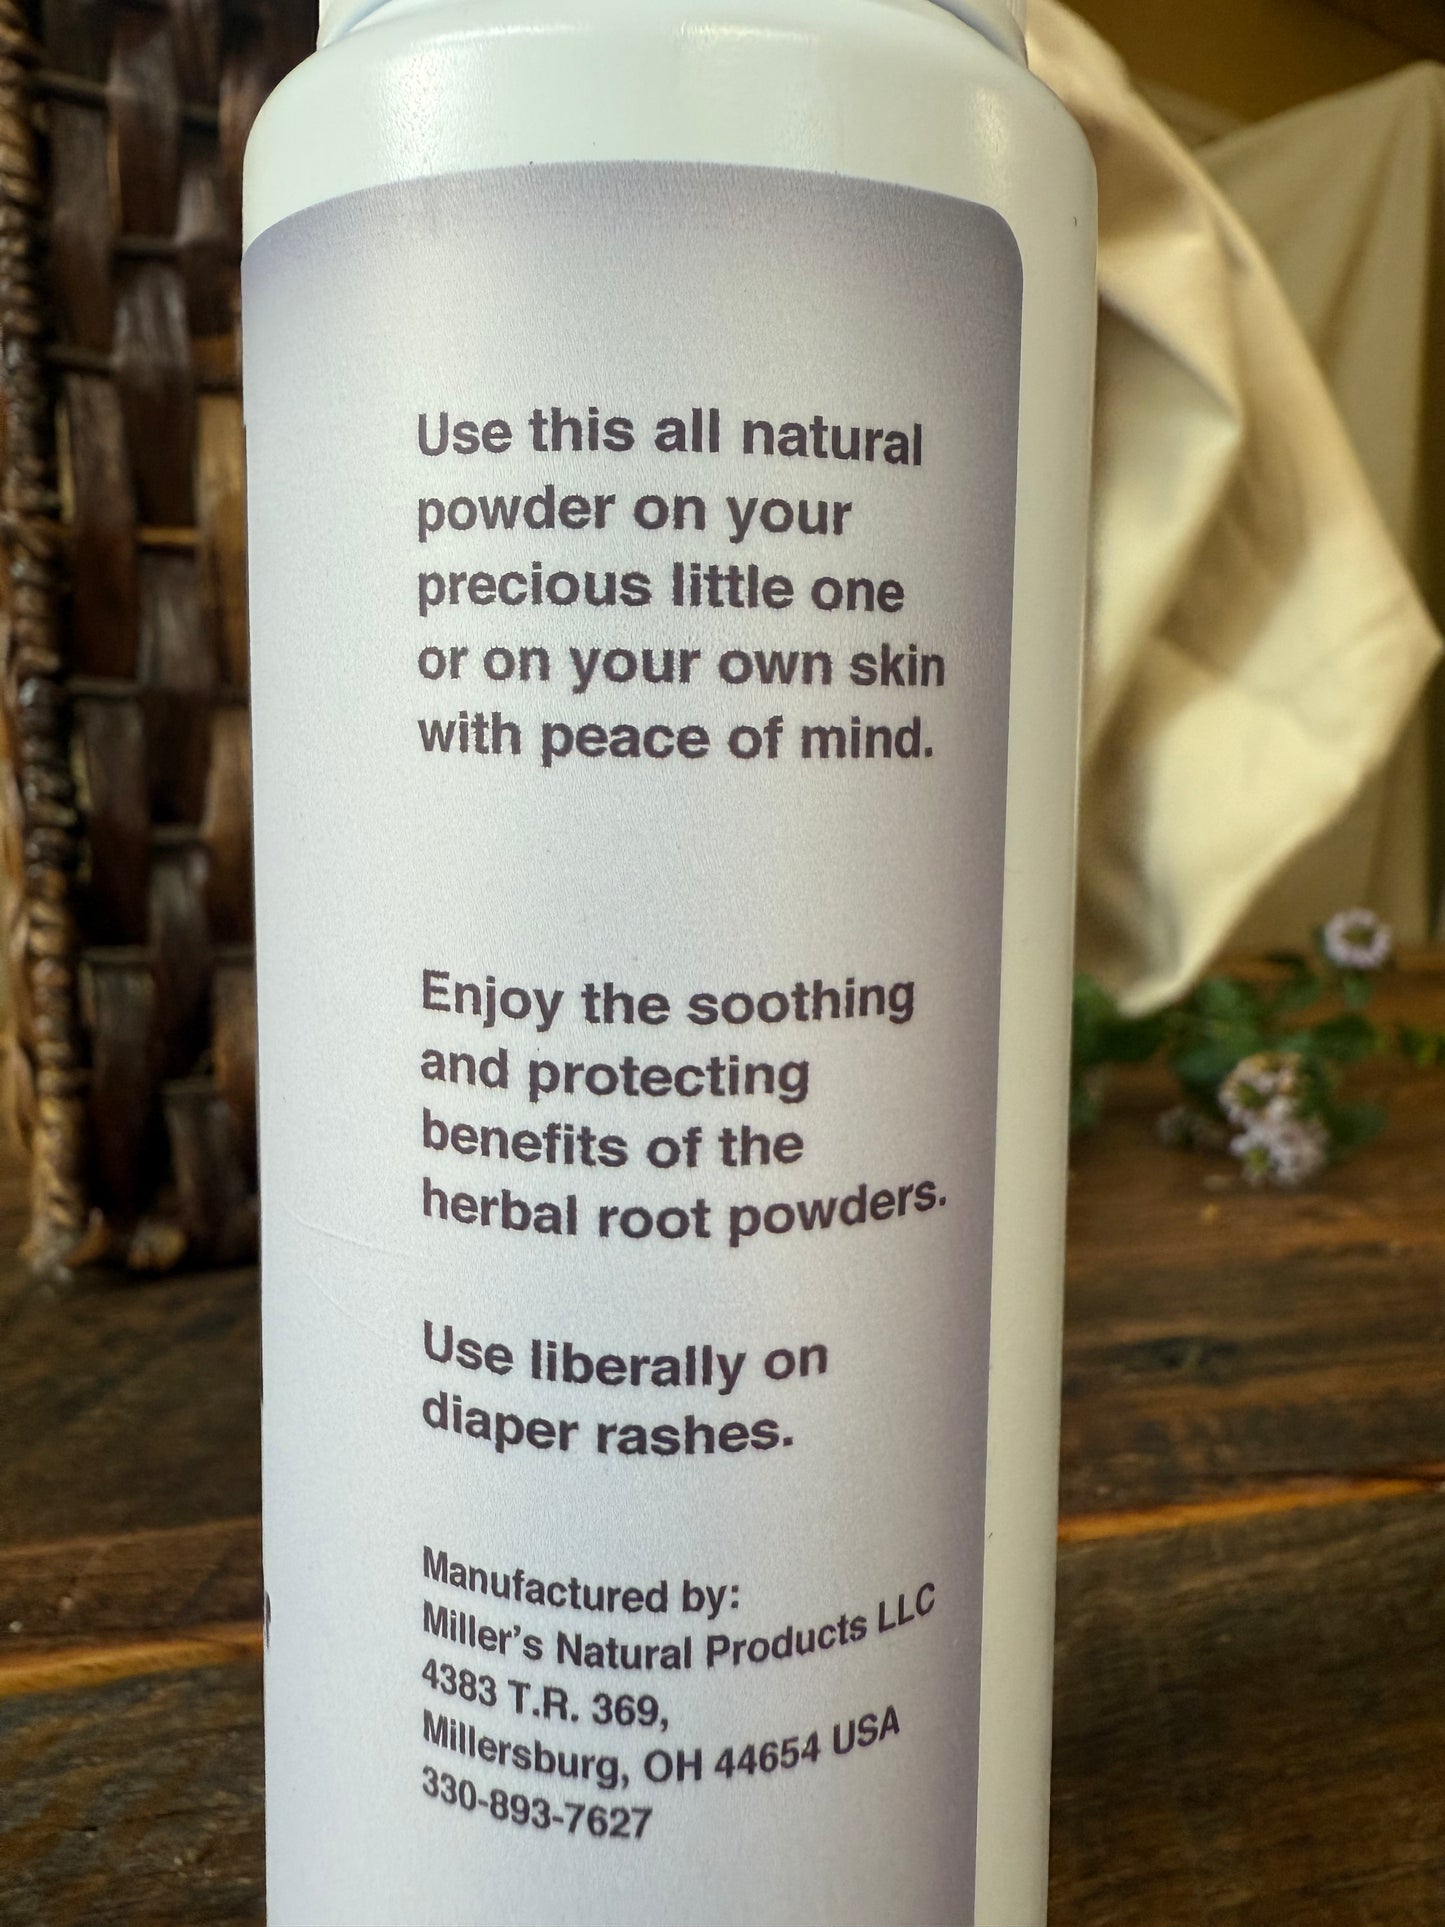 Use this all natural
powder on your
precious little one
or on your own skin
with peace of mind.
Enjoy the soothing
and protecting
benefits of the
herbal root powders.
Use liberally on
diaper rashes.
Manufactured by:
Miller's Natural Products LLC
4383 T.R. 369,
Millersburg, OH 44654 USA
330-893-7627